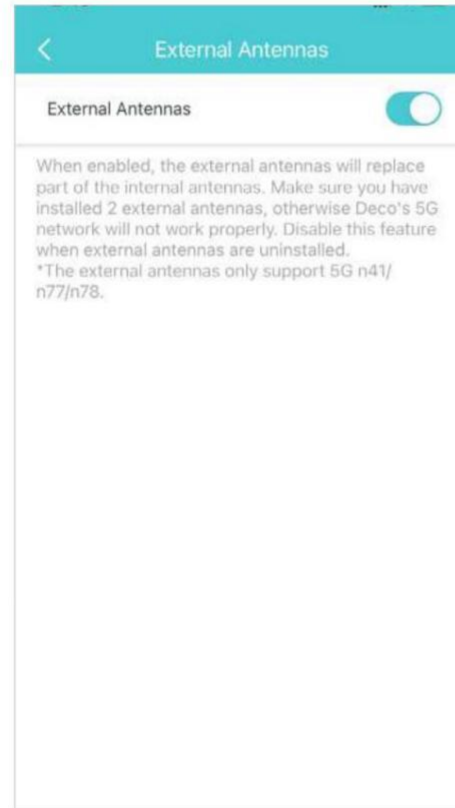 External Antennas
External Antennas
When enabled, the external antennas will replace
part of the internal antennas. Make sure you have
installed 2 external antennas, otherwise Deco's 5G
network will not work properly. Disable this feature
when external antennas are uninstalled.
*The external antennas only support 5G n41/
n77/n78.